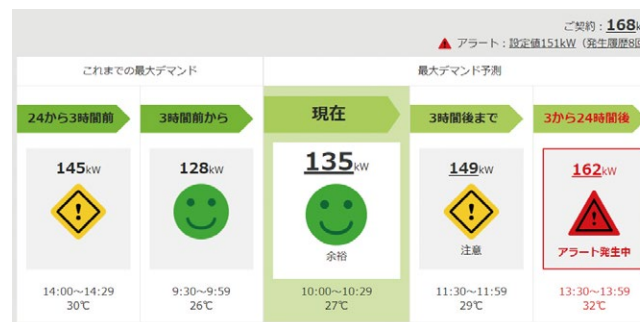 ご契約：168k
アラート：設定値151kW（発生履歴8回
これまでの最大デマンド
最大デマンド予測
24から3時間前
3時間前から
現在
3時間後まで
3から24時間後
145kW
128kW
135kW
149kW
162kW
余裕
注意
アラート発生中
14:00～14:29
9:30～9:59
10:00～10:29
11:30～11:59
13:30～13:59
30℃
26℃
27℃
29℃
32℃